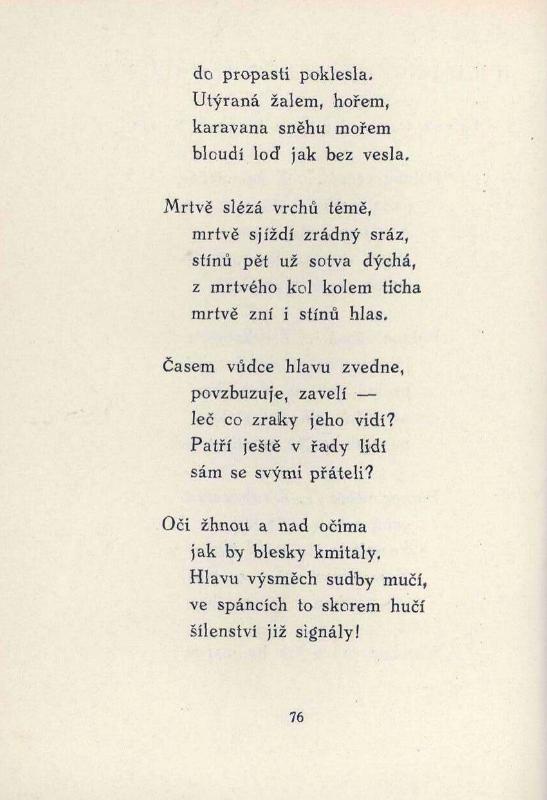 do propasti poklesla.
Utýraná žalem, hořem,
karavana sněhu mořem
bloudí loď jak bez vesla.
Mrtvě slézá vrchů témě,
mrtvě sjíždí zrádný sráz,
stínů pět už sotva dýchá,
z mrtvého kol kolem ticha
mrtvě zní i stínů hlas.
Časem vůdce hlavu zvedne,
povzbuzuje, zavelí —
leč co zraky jeho vidí?
Patří ještě v řady lidí
sám se svými přáteli?
Oči žhnou a nad očima
jak by blesky kmitaly.
Hlavu výsměch sudby mučí,
ve spáncích to skorem hučí
šílenství již signály!
76